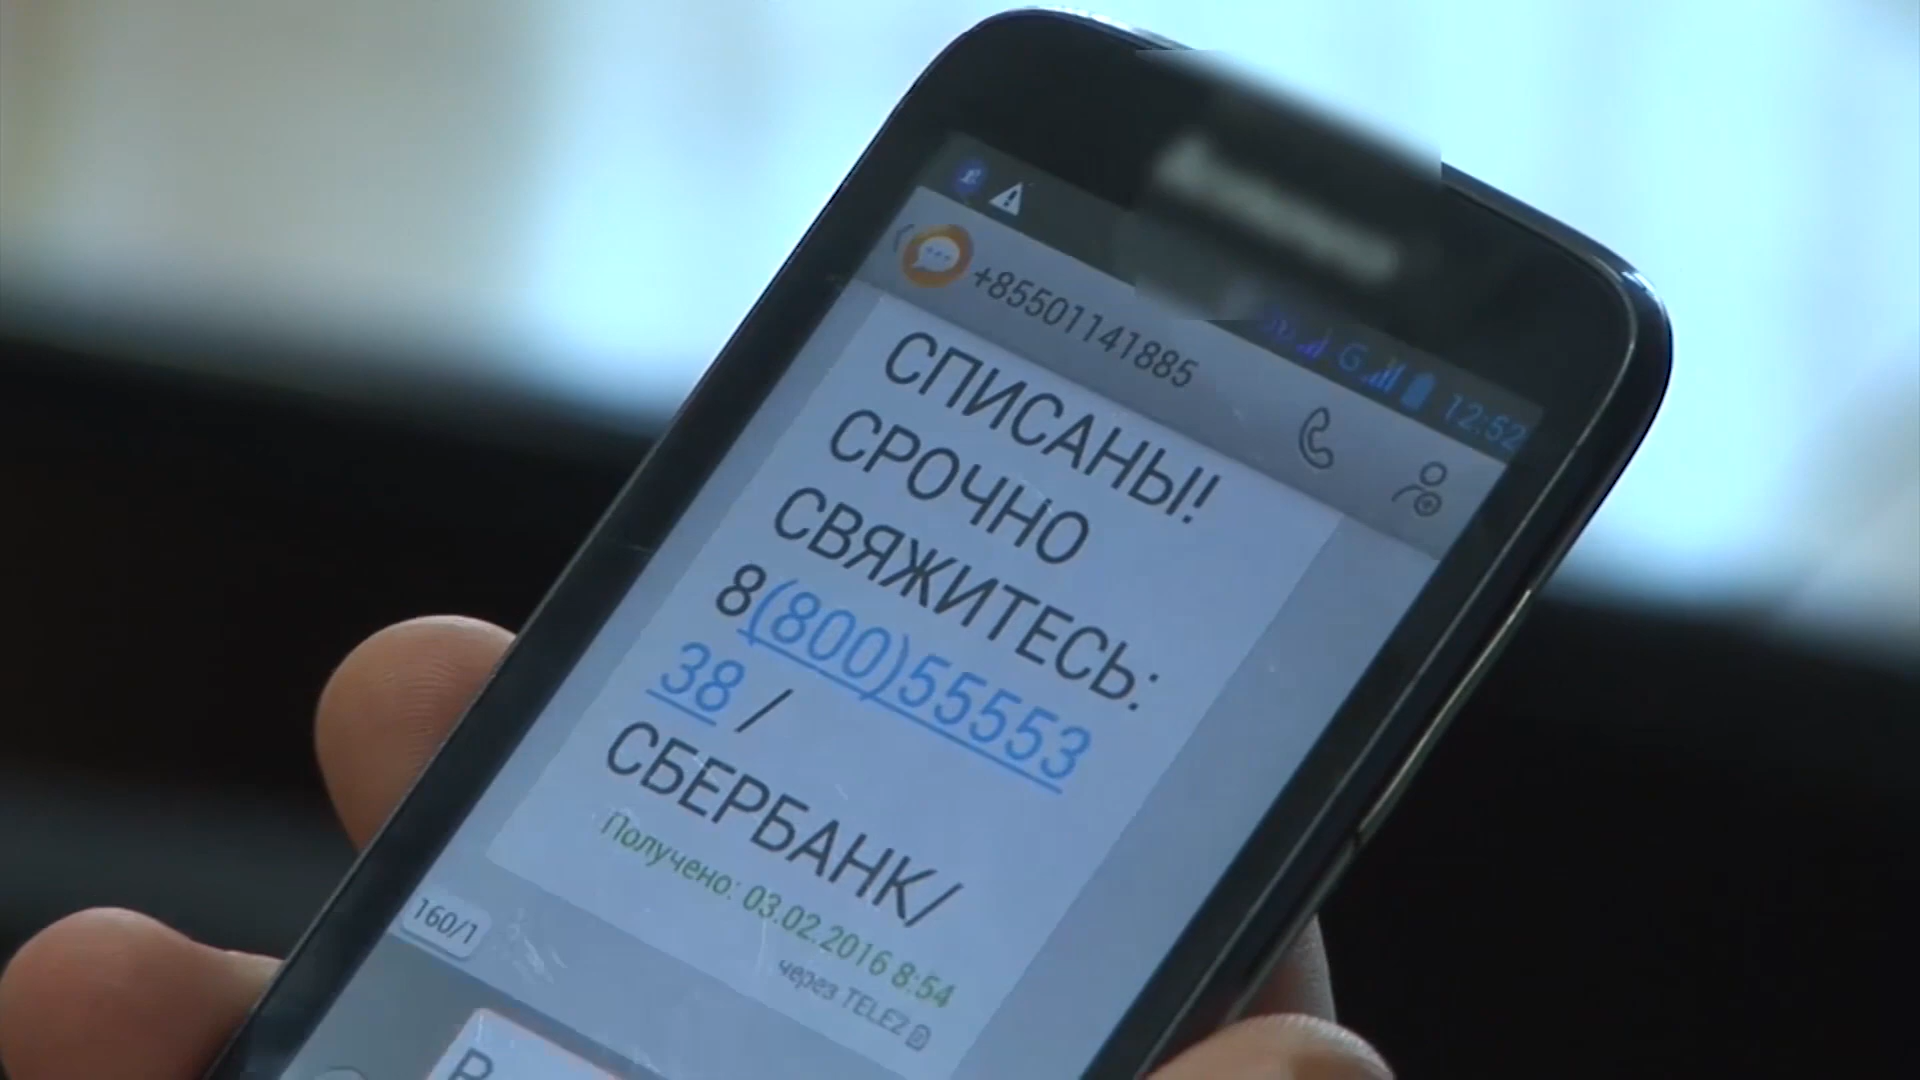 12:52
+85501141885
СПИСАНЫ!
СРОЧНО
СВЯЖИТЕСЬ:
8(800)55553
38 /
СБЕРБАНК/
Получено: 03.02.2016 8:54
через TELE2
160/1